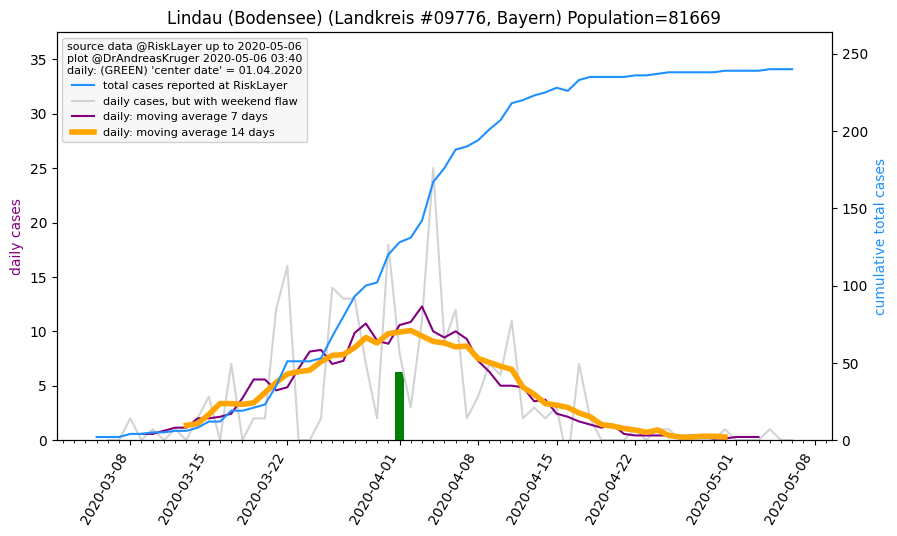 Lindau (Bodensee) (Landkreis #09776, Bayern) Population=81669
source data @RiskLayer up to 2020-05-06
plot @DrAndreasKruger 2020-05-06 03:40
daily: (GREEN) 'center date' = 01.04.2020
total cases reported at RiskLayer
daily cases, but with weekend flaw
daily: moving average 7 days
daily: moving average 14 days
daily cases
35
30
25
20
15
10
5
0
cumulative total cases
250
200
150
100
50
0
2020-03-08
2020-03-15
2020-03-22
2020-04-01
2020-04-08
2020-04-15
2020-04-22
2020-05-01
2020-05-08